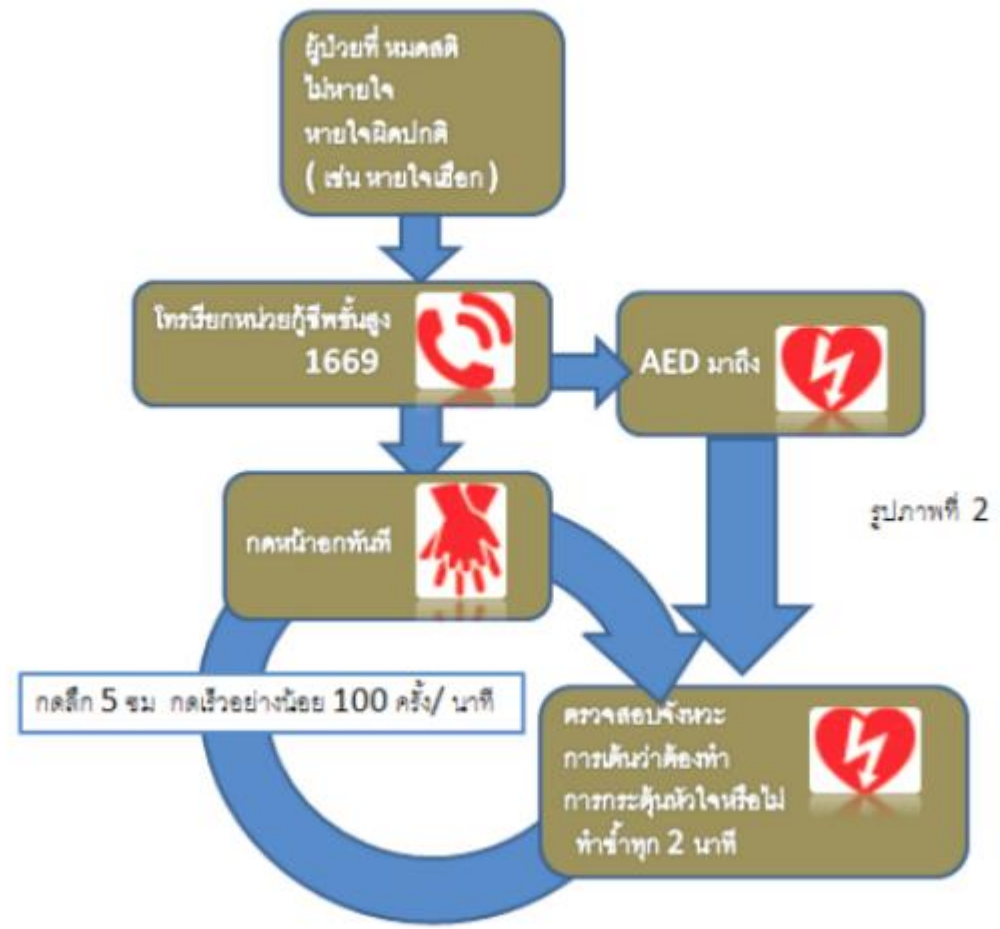 ผู้ป่วยที่ หมดสติ
ไม่หายใจ
หายใจผิดปกติ
( เช่น หายใจเฮือก )
โทรเรียกหน่วยกู้ชีพขั้นสูง
1669
AED มาถึง
กดหน้าอกทันที
รูปภาพที่ 2
กดลึก 5 ซม กดเร็วอย่างน้อย 100 ครั้ง/ นาที
ตรวจสอบจังหวะ
การเต้นว่าต้องทำ
การกระตุ้นหัวใจหรือไม่
ทำซ้ำทุก 2 นาที